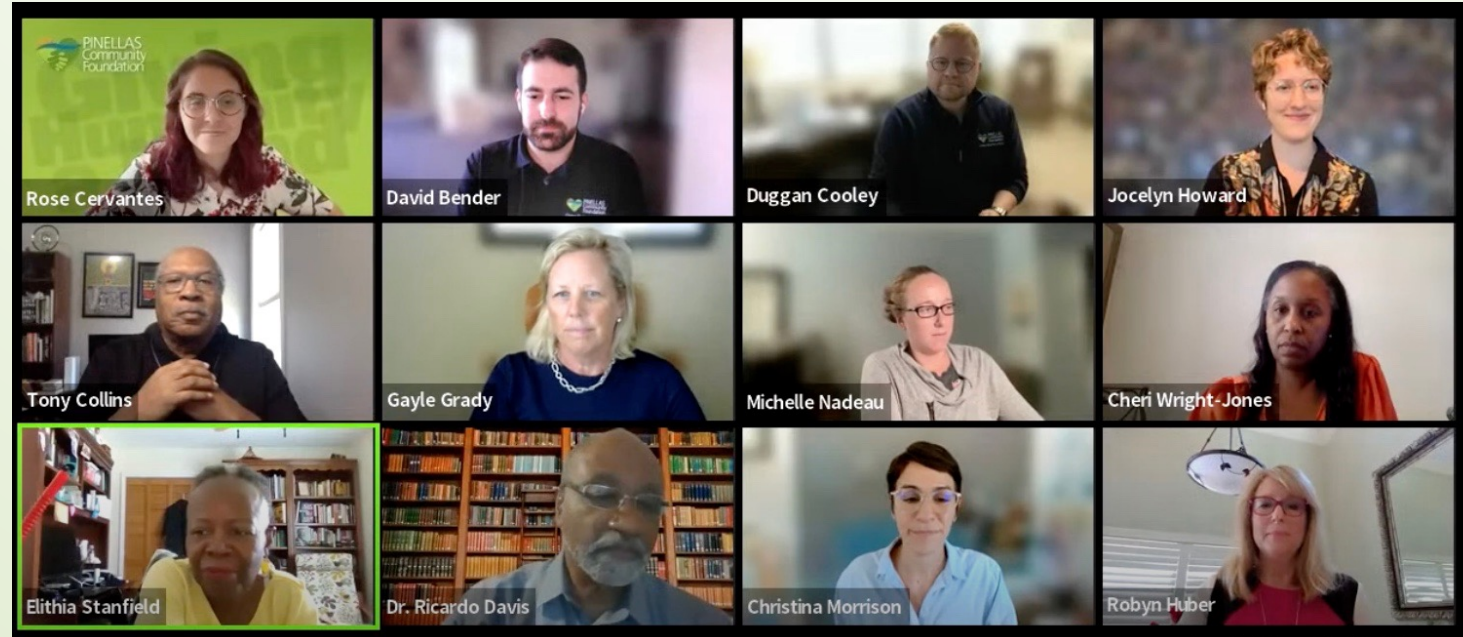 PINELLAS
Community
Foundation
Rose Cervantes
David Bender
Duggan Cooley
Jocelyn Howard
Tony Collins
Gayle Grady
Michelle Nadeau
Cheri Wright-Jones
Elithia Stanfield
Dr. Ricardo Davis
Christina Morrison
Robyn Huber